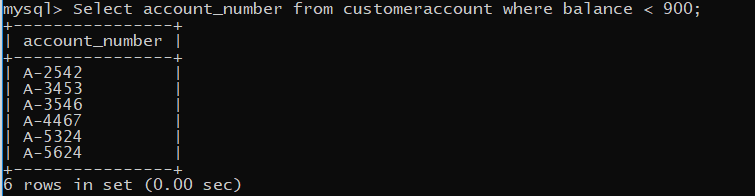 mysql> Select account_number from customeraccount where balance < 900;
+----------------+
| account_number |
+----------------+
| A-2542         |
| A-3453         |
| A-3546         |
| A-4467         |
| A-5324         |
| A-5624         |
+----------------+
6 rows in set (0.00 sec)